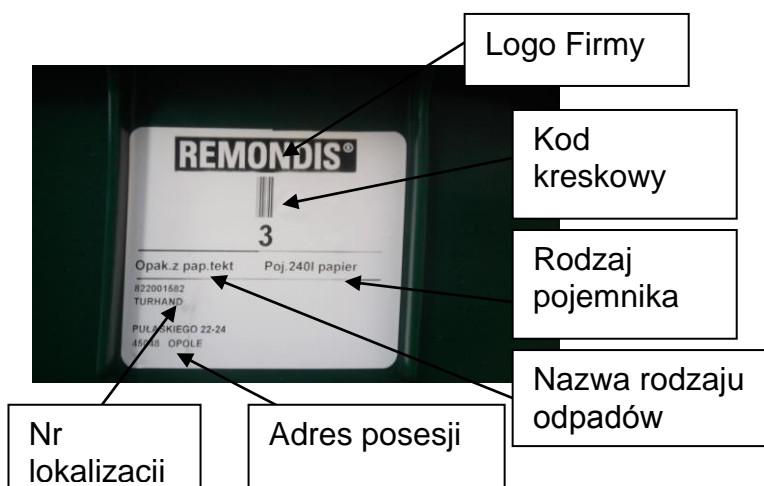 Logo Firmy
REMONDIS®
Kod
kreskowy
3
Opak.z pap.tekt Poj.240l papier
Rodzaj
pojemnika
822001582
TURHAND
PUŁASKIEGO 22-24
OPOLE
Nazwa rodzaju
odpadów
Nr
lokalizacji
Adres posesji